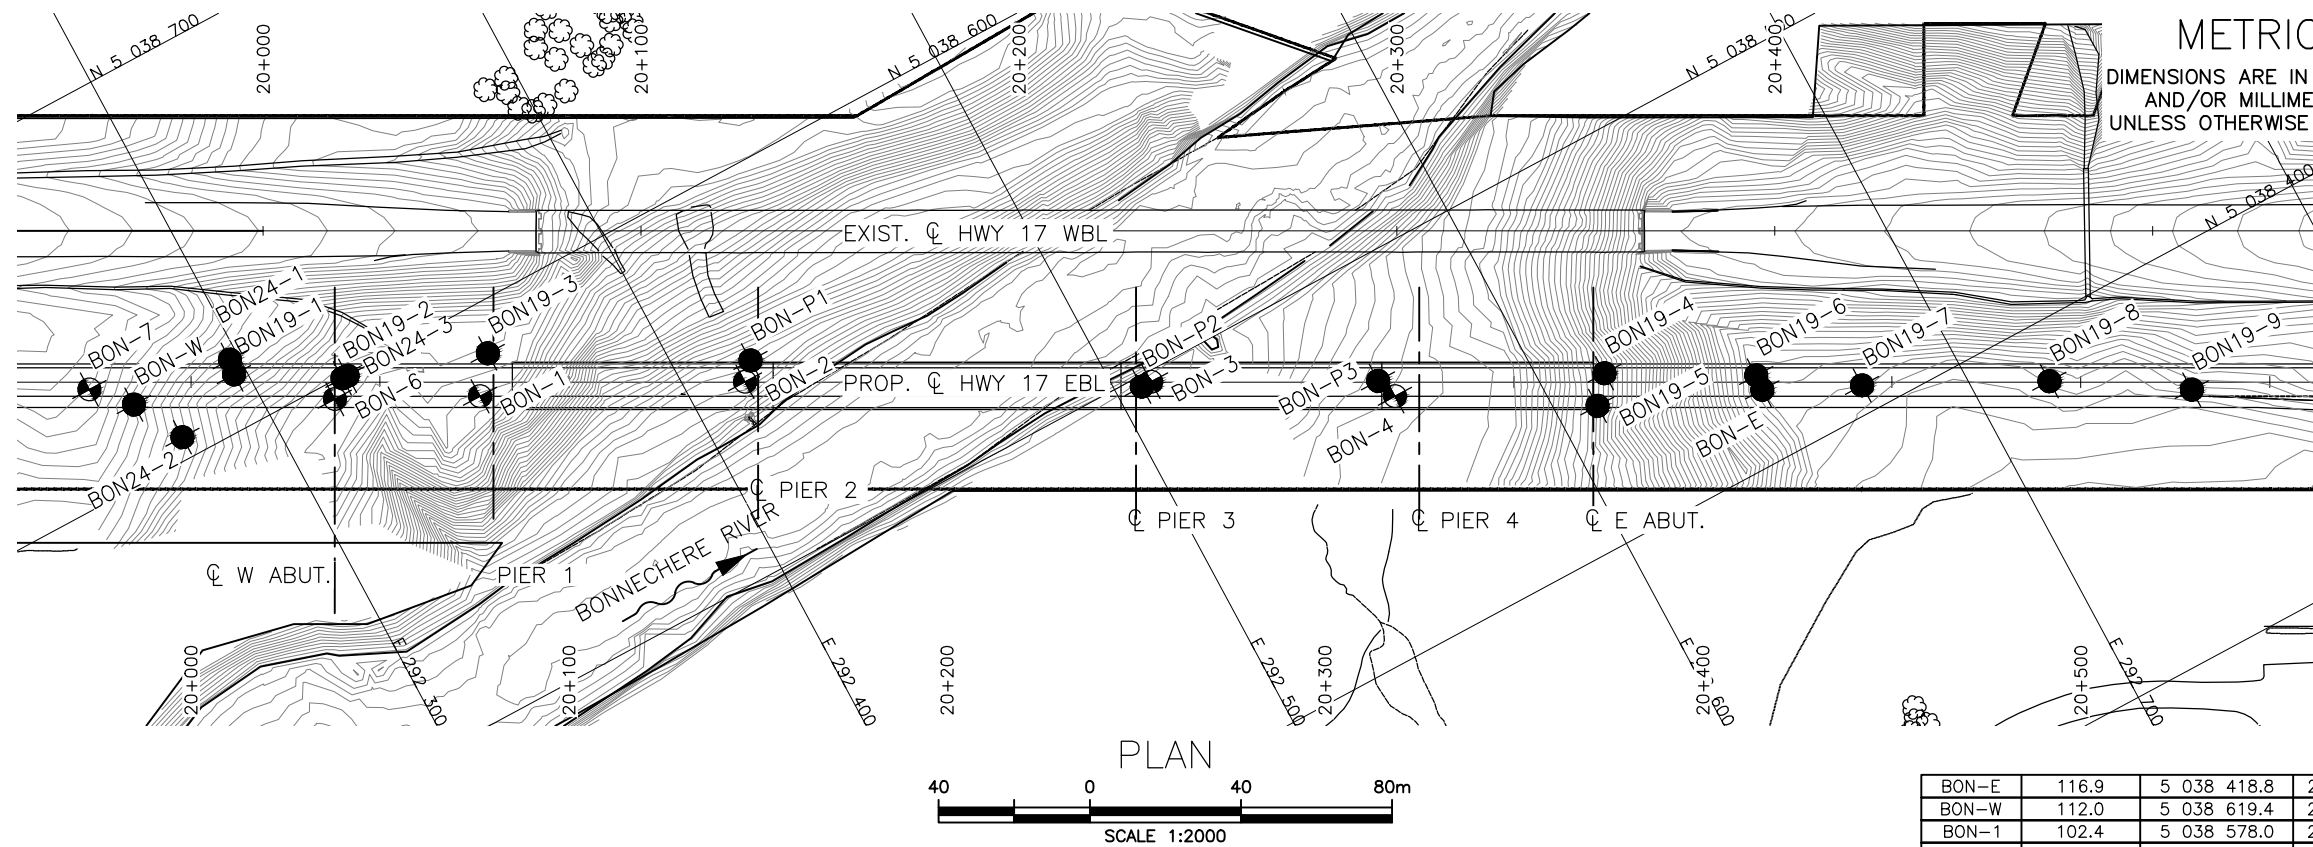 N 5 038 700
20+000
20+100
N 5 038 600
20+200
20+300
N 5 038
20+400
METRIC
DIMENSIONS ARE IN
AND/OR MILLIME
UNLESS OTHERWISE
N 5 038 400
EXIST. ℄ HWY 17 WBL
BON24-1
BON19-1
BON19-2
BON24-3
BON19-3
BON-P1
BON-P2
BON19-4
BON19-6
BON19-7
BON19-8
BON19-9
BON-7
BON-W
BON-6
BON-1
BON-2
PROP. ℄ HWY 17 EBL
BON-3
BON-P3
BON-4
BON19-5
BON-E
BON24-2
℄ PIER 2
℄ PIER 3
℄ PIER 4
℄ E ABUT.
℄ W ABUT.
PIER 1
BONNECHERE RIVER
20+000
E 292 300
20+100
E 292 400
20+200
E 292 500
20+300
20+400
600
20+500
E 292 700
PLAN
40 0 40 80m
SCALE 1:2000
BON-E 116.9 5 038 418.8 2
BON-W 112.0 5 038 619.4 2
BON-1 102.4 5 038 578.0 2